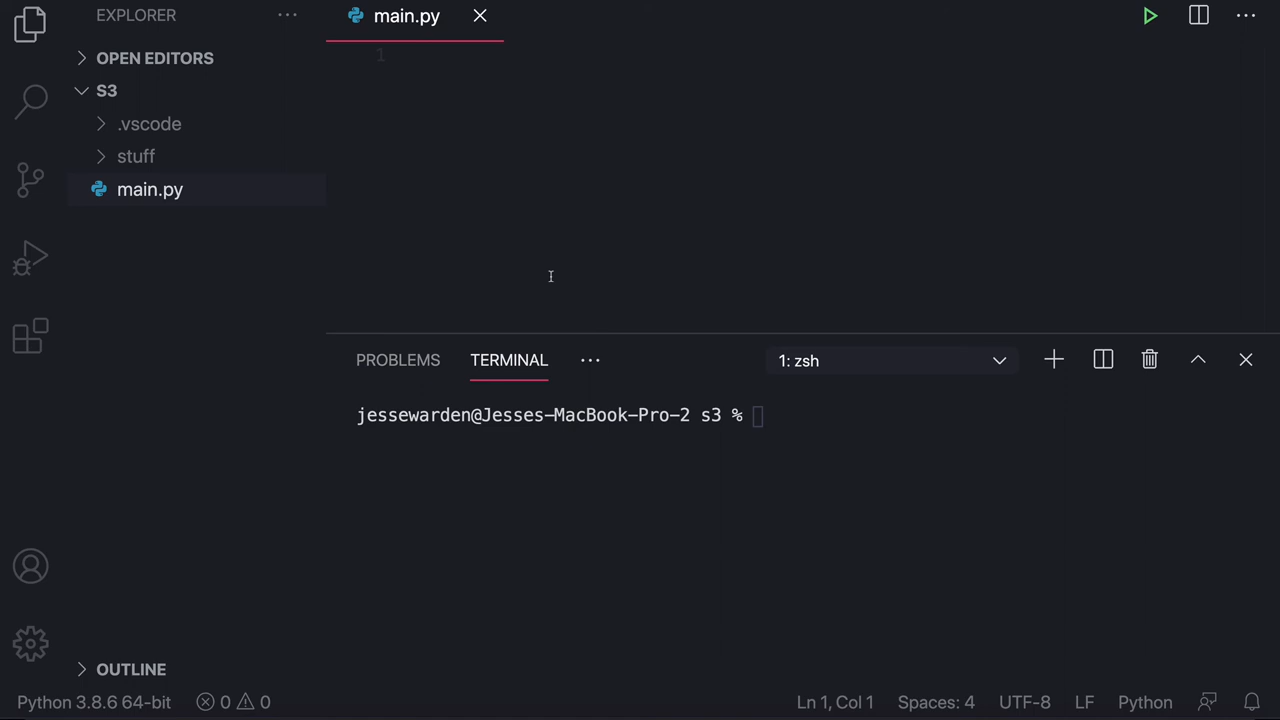 EXPLORER
main.py
OPEN EDITORS
S3
.vscode
stuff
main.py
1
PROBLEMS TERMINAL
1: zsh
jessewarden@Jesses-MacBook-Pro-2 s3 %
OUTLINE
Python 3.8.6 64-bit 0 0 Ln 1, Col 1 Spaces: 4 UTF-8 LF Python